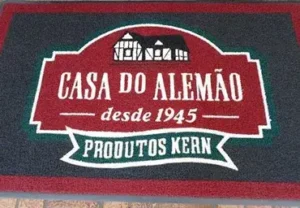 CASA DO ALEMÃO
desde 1945
PRODUTOS KERN